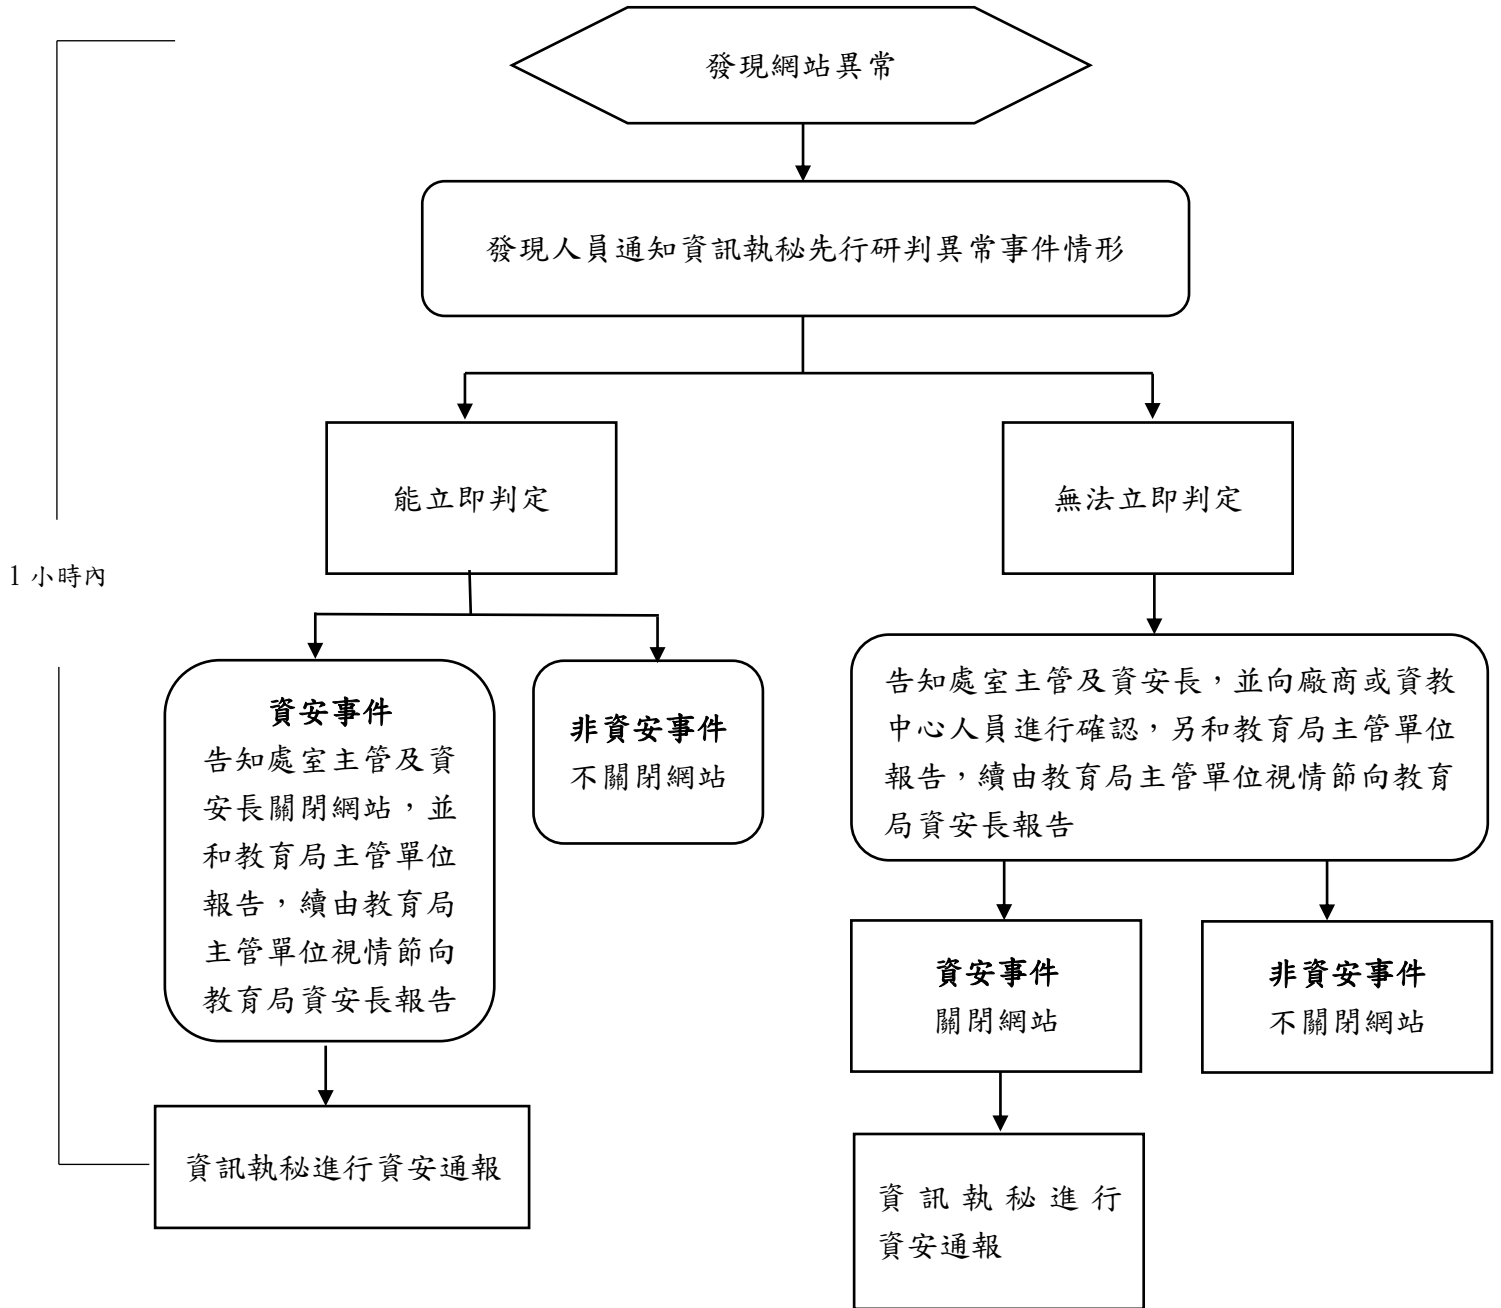 發現網站異常
發現人員通知資訊執秘先行研判異常事件情形
能立即判定
無法立即判定
1 小時內
資安事件
告知處室主管及資
安長關閉網站，並
和教育局主管單位
報告，續由教育局
主管單位視情節向
教育局資安長報告
非資安事件
不關閉網站
告知處室主管及資安長，並向廠商或資教
中心人員進行確認，另和教育局主管單位
報告，續由教育局主管單位視情節向教育
局資安長報告
資安事件
關閉網站
非資安事件
不關閉網站
資訊執秘進行資安通報
資訊執秘進行
資安通報